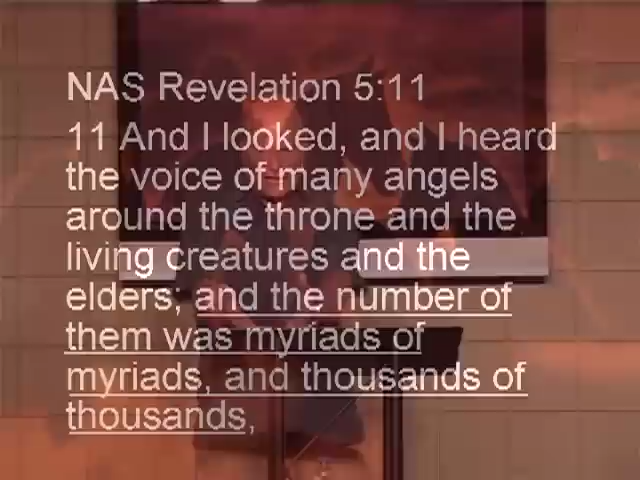 NAS Revelation 5:11
11 And I looked, and I heard
the voice of many angels
around the throne and the
living creatures and the
elders; and the number of
them was myriads of
myriads, and thousands of
thousands,